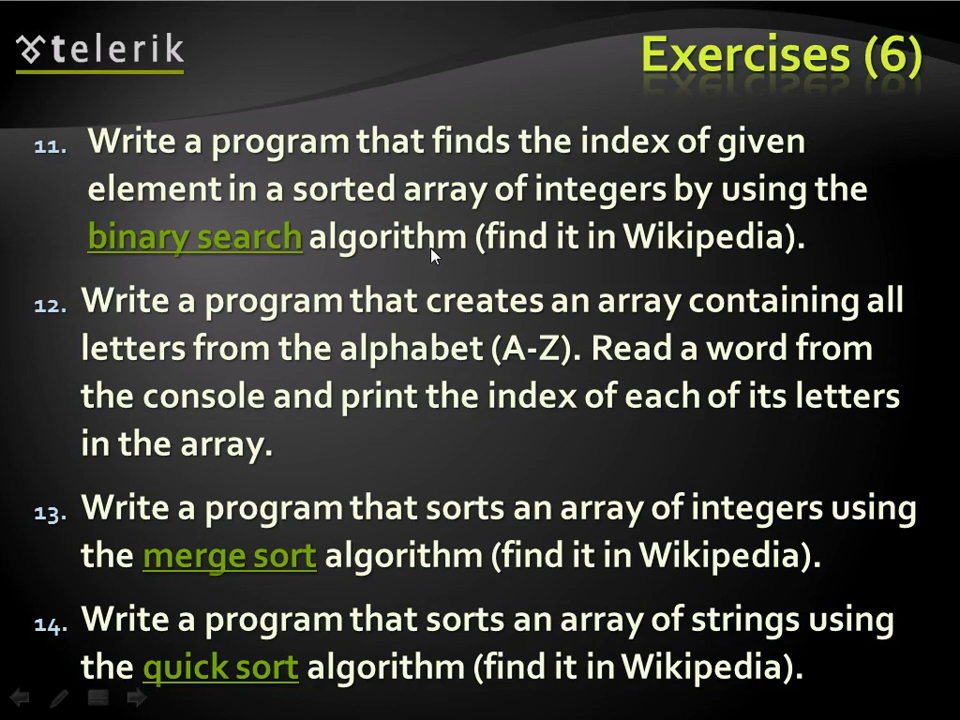 telerik
Exercises (6)
11. Write a program that finds the index of given
element in a sorted array of integers by using the
binary search algorithm (find it in Wikipedia).
12. Write a program that creates an array containing all
letters from the alphabet (A-Z). Read a word from
the console and print the index of each of its letters
in the array.
13. Write a program that sorts an array of integers using
the merge sort algorithm (find it in Wikipedia).
14. Write a program that sorts an array of strings using
the quick sort algorithm (find it in Wikipedia).